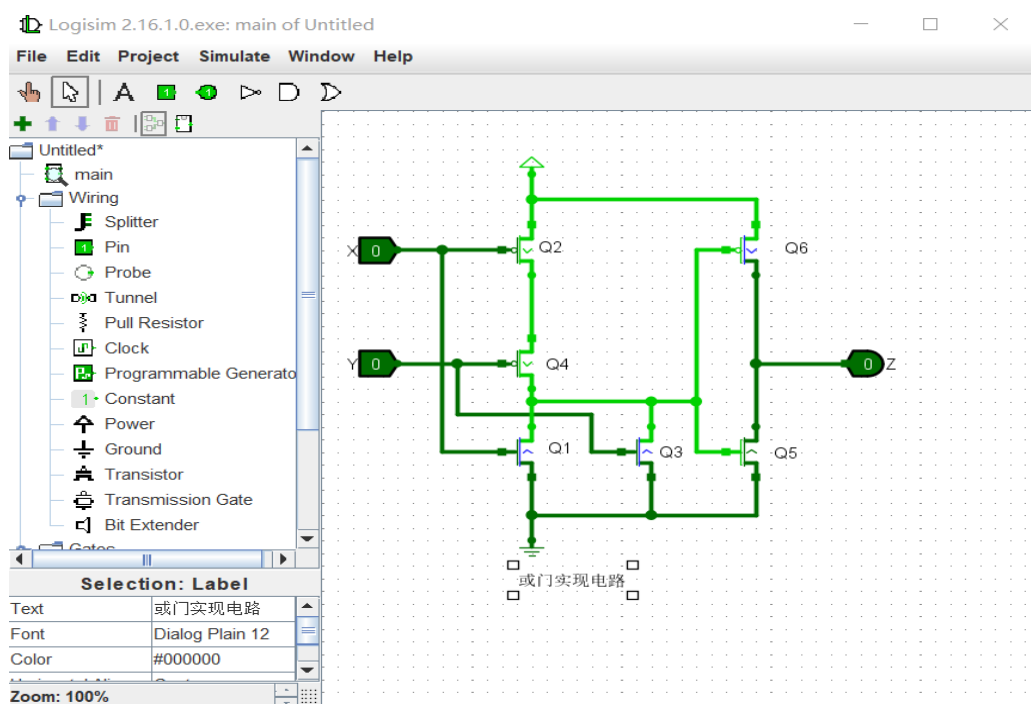 Logisim 2.16.1.0.exe: main of Untitled
File Edit Project Simulate Window Help
A
Untitled*
main
Wiring
Splitter
1 Pin
Probe
Tunnel
Pull Resistor
Clock
Programmable Generato
1 Constant
Power
Ground
Transistor
Transmission Gate
Bit Extender
Gates
Selection: Label
Text 或门实现电路
Font Dialog Plain 12
Color #000000
Zoom: 100%
X 0 Q2 Q6
Y 0 Q4 0 Z
Q1 Q3 Q5
或门实现电路